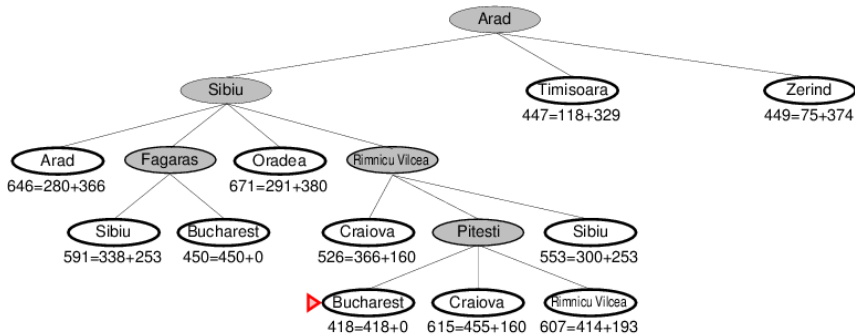 Arad
Sibiu
Timisoara
Zerind
447=118+329
449=75+374
Arad
Fagaras
Oradea
Rimnicu Vilcea
646=280+366
671=291+380
Sibiu
Bucharest
Craiova
Pitesti
Sibiu
591=338+253
450=450+0
526=366+160
553=300+253
Bucharest
Craiova
Rimnicu Vilcea
418=418+0
615=455+160
607=414+193